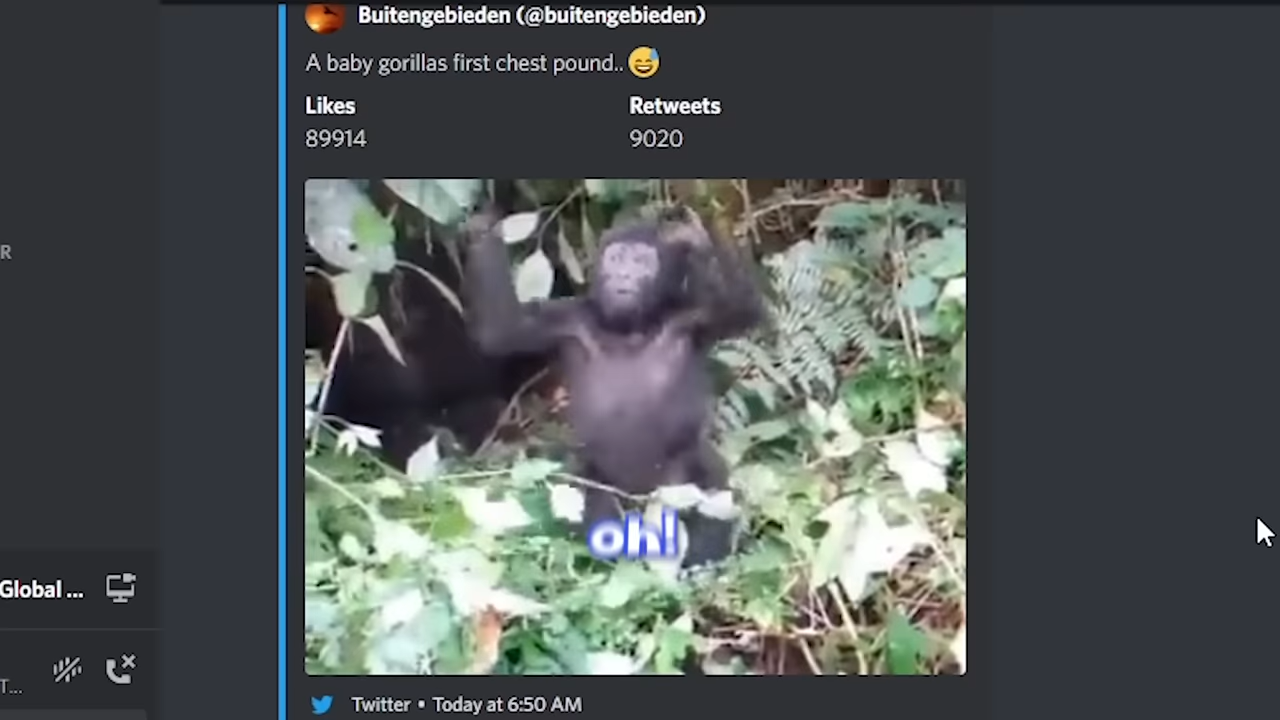 Buitengebieden (@buitengebieden)
A baby gorillas first chest pound.. 😅
Likes
Retweets
89914
9020
R
oh!
Global ...
T...
Twitter • Today at 6:50 AM